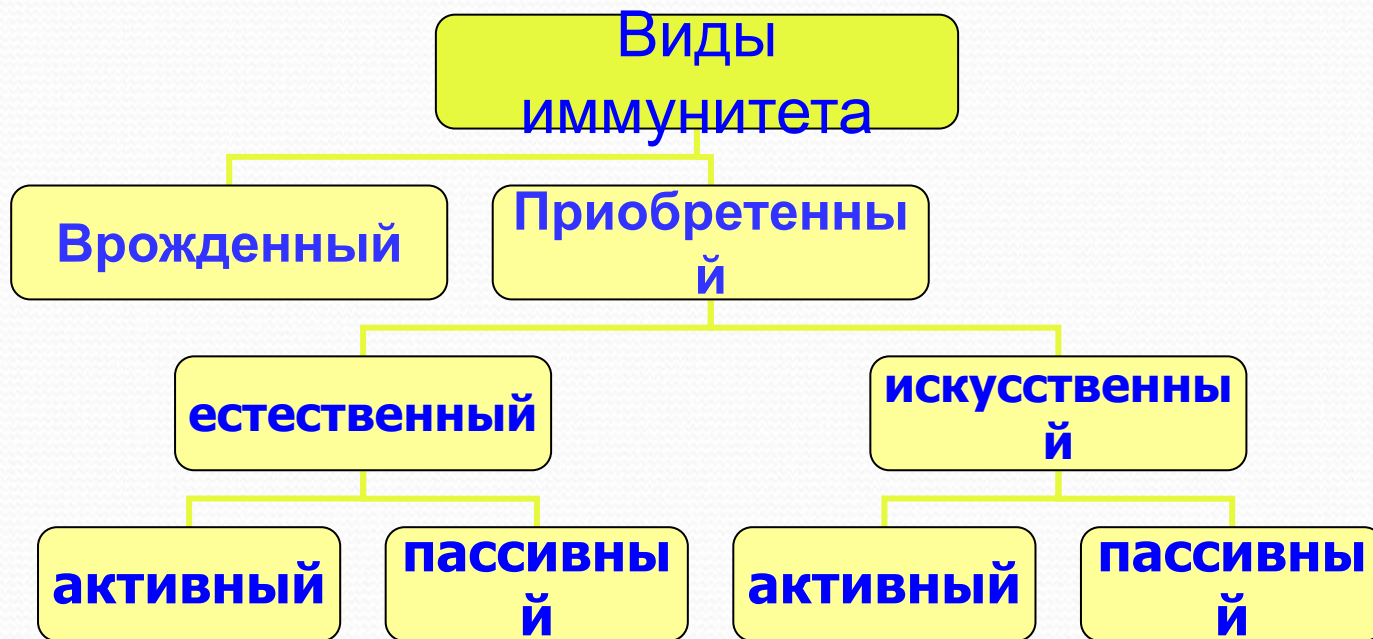 Виды
иммунитета
Врожденный
Приобретенны
й
естественный
искусственны
й
активный
пассивны
й
активный
пассивны
й